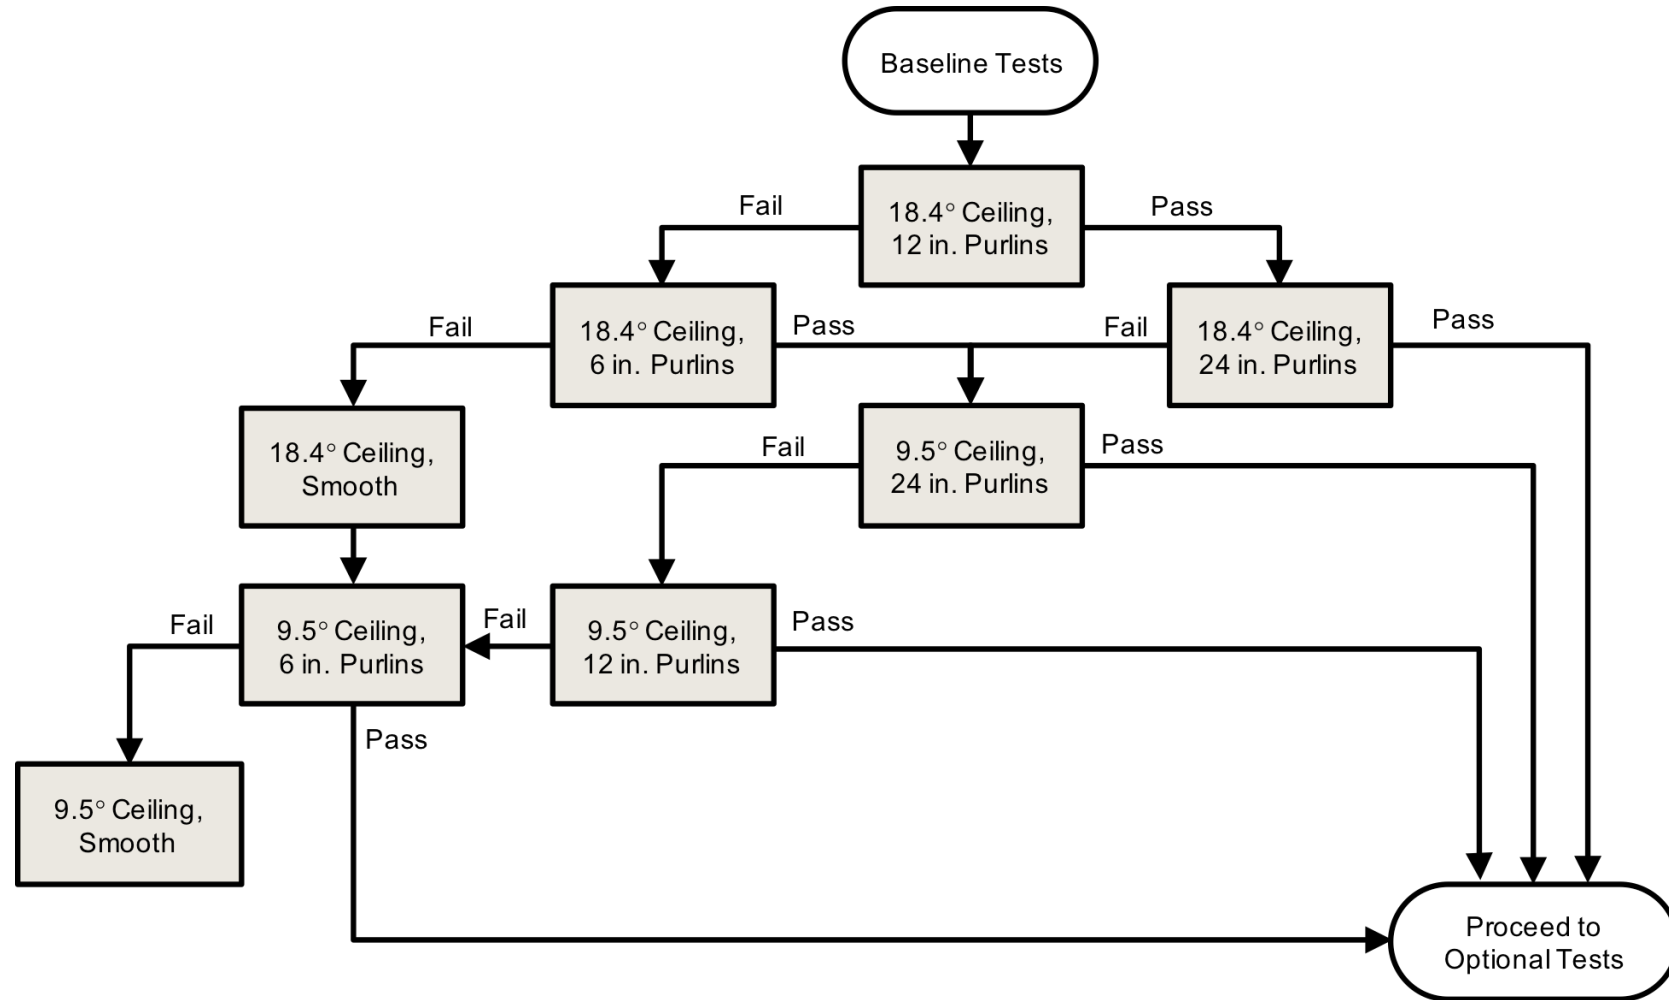 Baseline Tests
Fail
18.4° Ceiling,
12 in. Purlins
Pass
Fail
18.4° Ceiling,
6 in. Purlins
Pass
Fail
18.4° Ceiling,
24 in. Purlins
Pass
18.4° Ceiling,
Smooth
Fail
9.5° Ceiling,
24 in. Purlins
Pass
Fail
9.5° Ceiling,
6 in. Purlins
Fail
9.5° Ceiling,
12 in. Purlins
Pass
Pass
9.5° Ceiling,
Smooth
Proceed to
Optional Tests